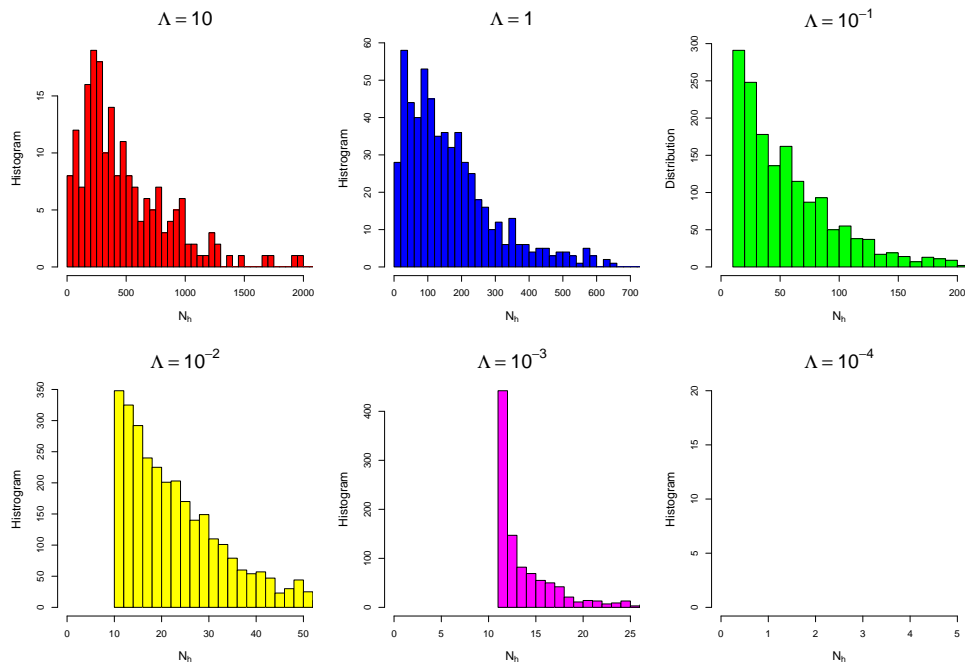 Λ = 10
Histogram
15
10
5
0
0 500 1000 1500 2000
N_h
Λ = 1
Histrogram
60
50
40
30
20
10
0
0 100 200 300 400 500 600 700
N_h
Λ = 10⁻¹
Distribution
300
250
200
150
100
50
0
50 100 150 200
N_h
Λ = 10⁻²
Histrogram
350
300
250
200
150
100
50
0
0 10 20 30 40 50
N_h
Λ = 10⁻³
Histogram
400
300
200
100
0
0 5 10 15 20 25
N_h
Λ = 10⁻⁴
Histogram
20
15
10
5
0
0 1 2 3 4 5
N_h